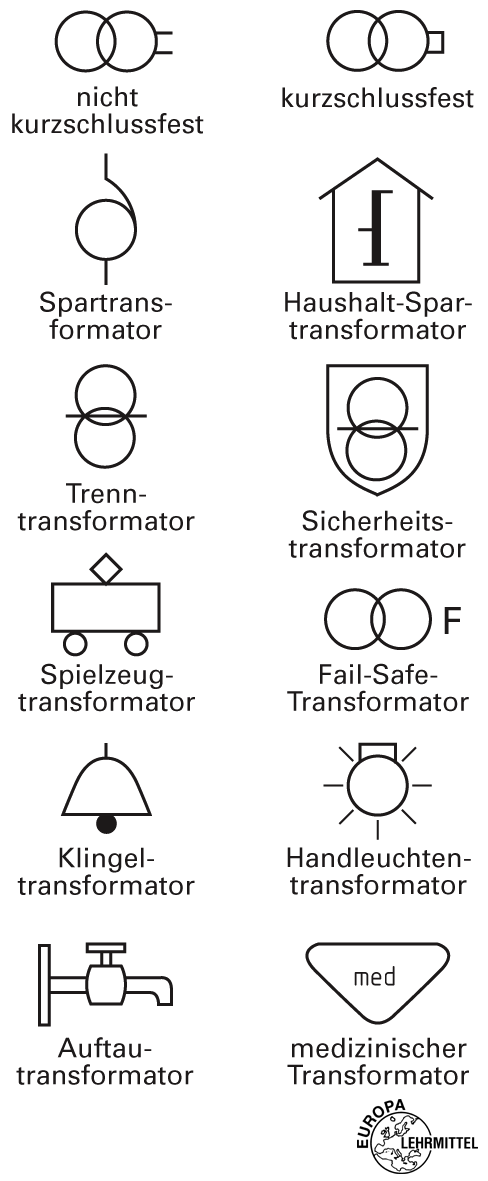 nicht
kurzschlussfest
kurzschlussfest
Spartrans-
formator
Haushalt-Spar-
transformator
Trenn-
transformator
Sicherheits-
transformator
Spielzeug-
transformator
F
Fail-Safe-
Transformator
Klingel-
transformator
Handleuchten-
transformator
Auftau-
transformator
med
medizinischer
Transformator
EUROPA
LEHRMITTEL